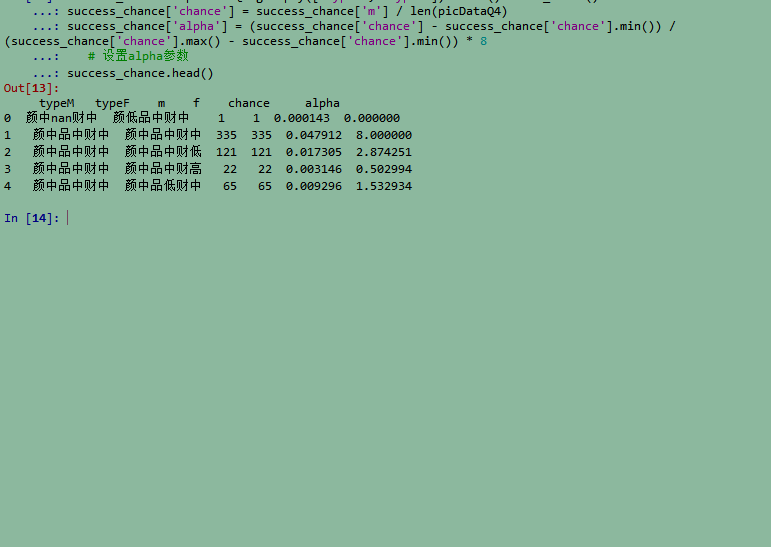 ...: success_chance['chance'] = success_chance['m'] / len(picDataQ4)
...: success_chance['alpha'] = (success_chance['chance'] - success_chance['chance'].min()) /
(success_chance['chance'].max() - success_chance['chance'].min()) * 8
...: # 设置alpha参数
...: success_chance.head()
Out[13]:
typeM typeF m f chance alpha
0 颜中nan财中 颜低品中财中 1 1 0.000143 0.000000
1 颜中品中财中 颜中品中财中 335 335 0.047912 8.000000
2 颜中品中财中 颜中品中财低 121 121 0.017305 2.874251
3 颜中品中财中 颜中品中财高 22 22 0.003146 0.502994
4 颜中品中财中 颜中品低财中 65 65 0.009296 1.532934
In [14]: